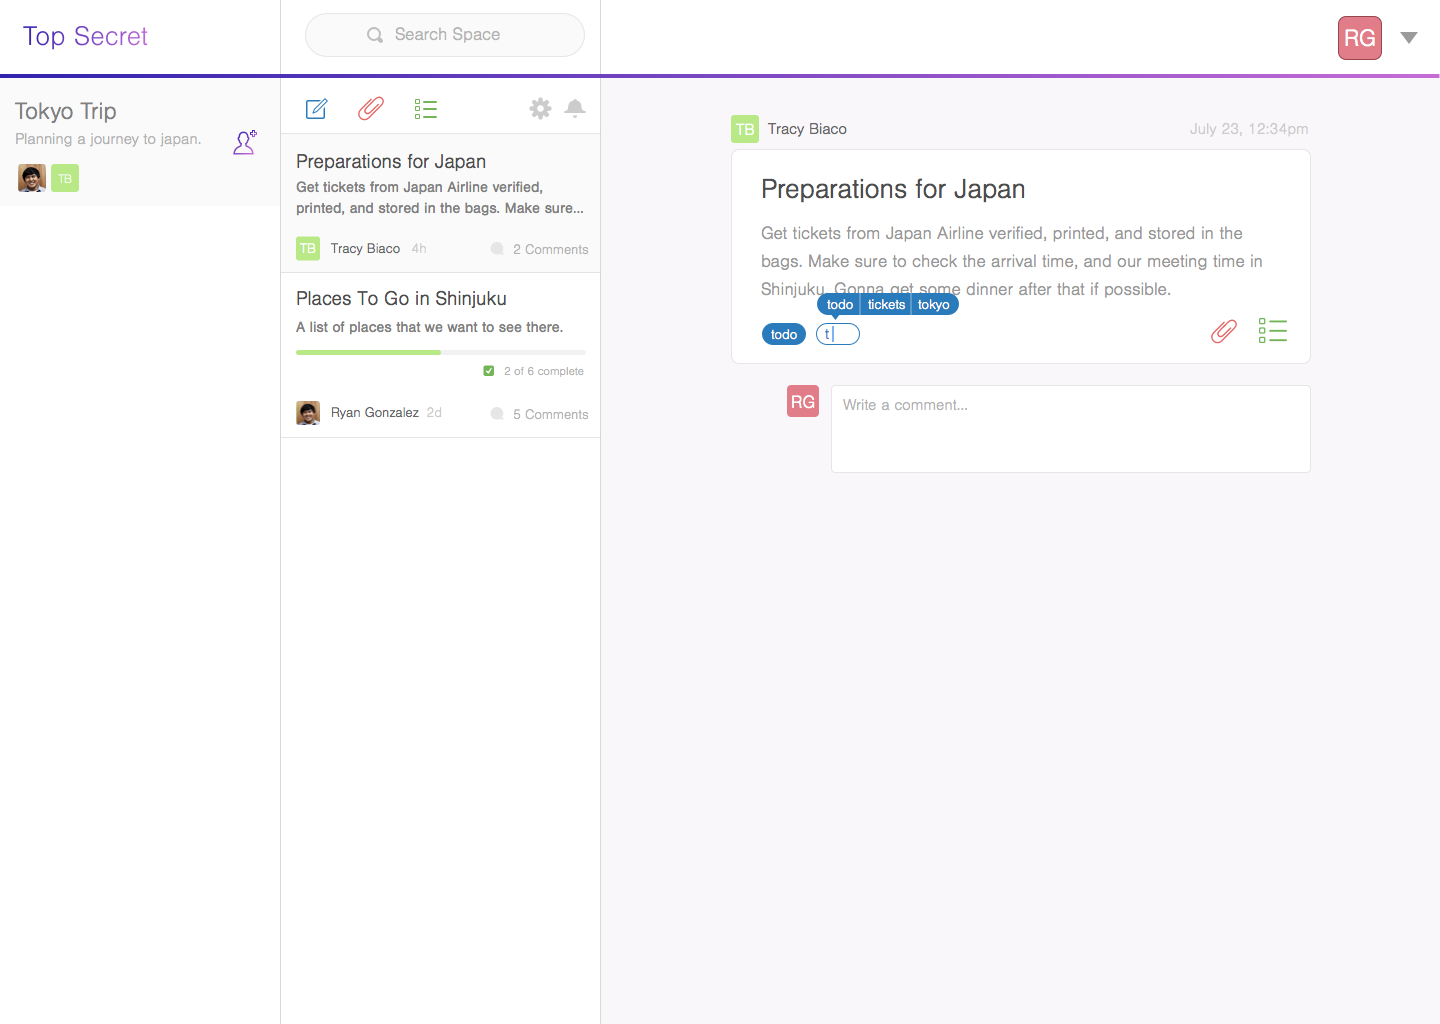 Top Secret
Search Space
RG
Tokyo Trip
Planning a journey to japan.
TB
Preparations for Japan
Get tickets from Japan Airline verified,
printed, and stored in the bags. Make sure...
TB Tracy Biaco 4h 2 Comments
Places To Go in Shinjuku
A list of places that we want to see there.
2 of 6 complete
Ryan Gonzalez 2d 5 Comments
TB Tracy Biaco July 23, 12:34pm
Preparations for Japan
Get tickets from Japan Airline verified, printed, and stored in the
bags. Make sure to check the arrival time, and our meeting time in
Shinjuku. Gonna get some dinner after that if possible.
todo tickets tokyo
todo t
RG Write a comment...